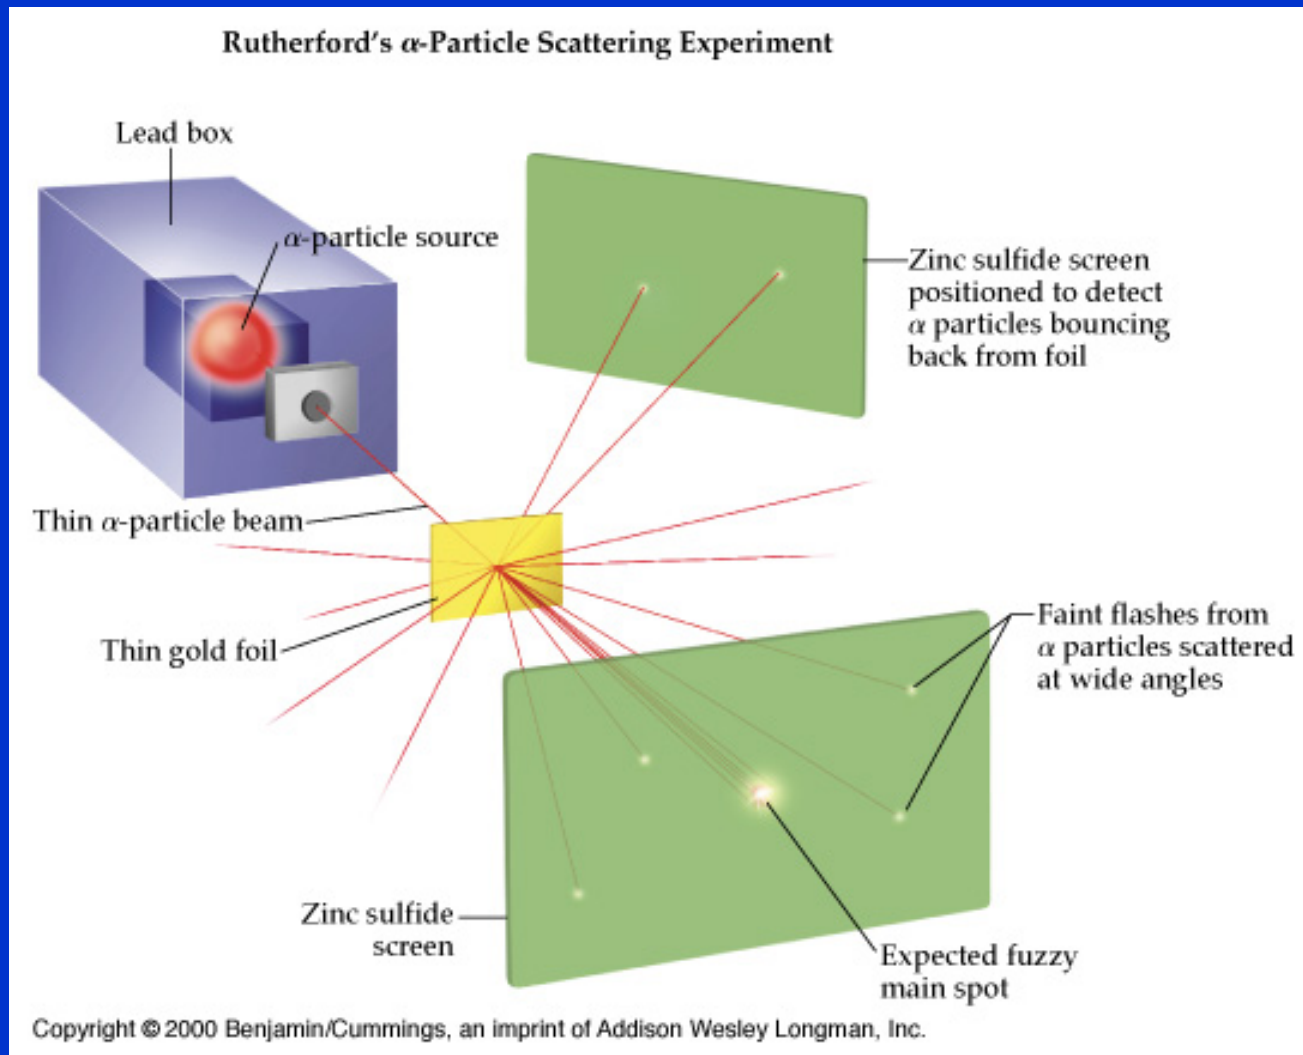 Rutherford's α-Particle Scattering Experiment
Lead box
α-particle source
Zinc sulfide screen
positioned to detect
α particles bouncing
back from foil
Thin α-particle beam
Thin gold foil
Faint flashes from
α particles scattered
at wide angles
Zinc sulfide
screen
Expected fuzzy
main spot
Copyright © 2000 Benjamin/Cummings, an imprint of Addison Wesley Longman, Inc.